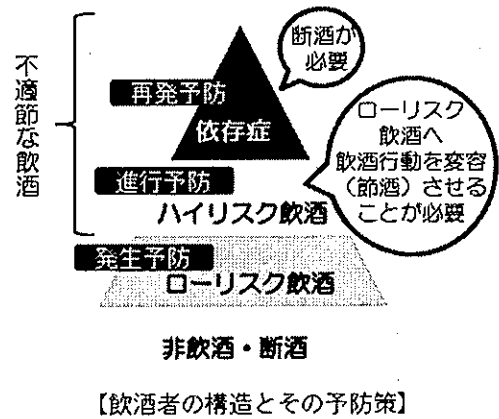 断酒が
必要
不適節な飲酒
再発予防
依存症
ローリスク
飲酒へ
飲酒行動を変容
（節酒）させる
ことが必要
進行予防
ハイリスク飲酒
発生予防
ローリスク飲酒
非飲酒・断酒
【飲酒者の構造とその予防策】